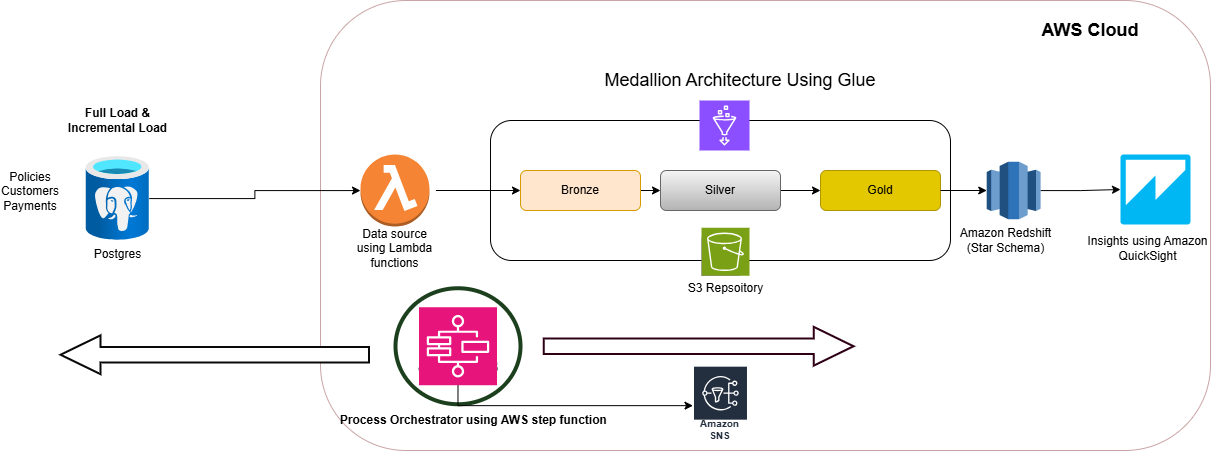 AWS Cloud
Medallion Architecture Using Glue
Full Load &
Incremental Load
Policies
Customers
Payments
Postgres
Data source
using Lambda
functions
Bronze
Silver
Gold
S3 Repsoitory
Amazon Redshift
(Star Schema)
Insights using Amazon
QuickSight
Process Orchestrator using AWS step function
Amazon
SNS